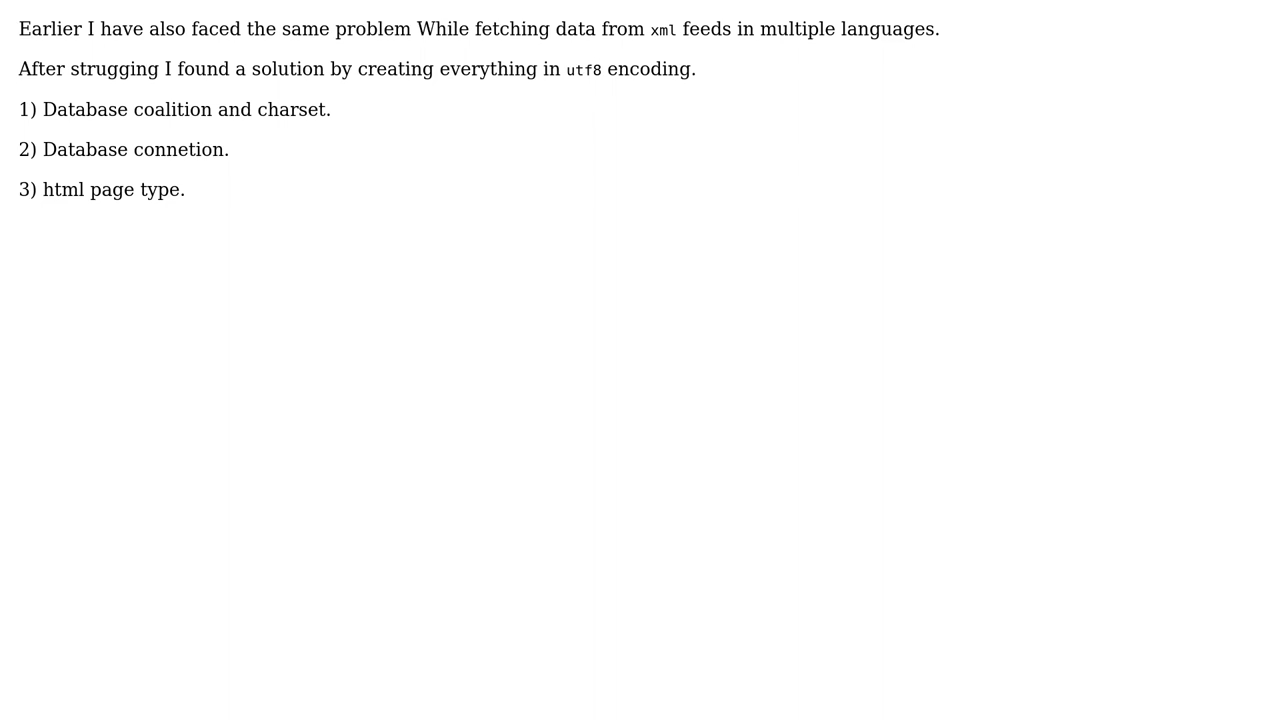 Earlier I have also faced the same problem While fetching data from xml feeds in multiple languages.
After strugging I found a solution by creating everything in utf8 encoding.
1) Database coalition and charset.
2) Database connetion.
3) html page type.